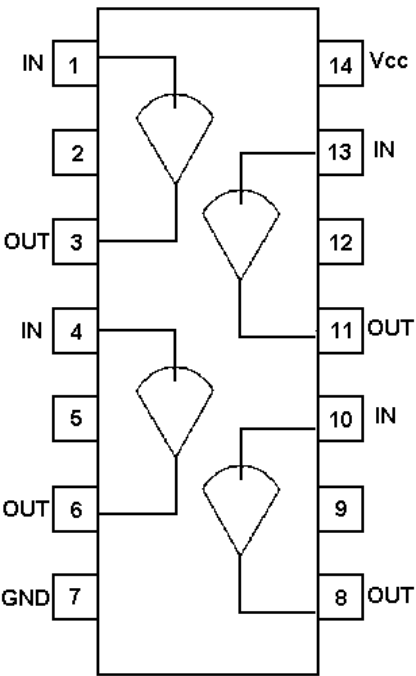 IN 1 14 Vcc
2 13 IN
OUT 3 12
IN 4 11 OUT
5 10 IN
OUT 6 9
GND 7 8 OUT